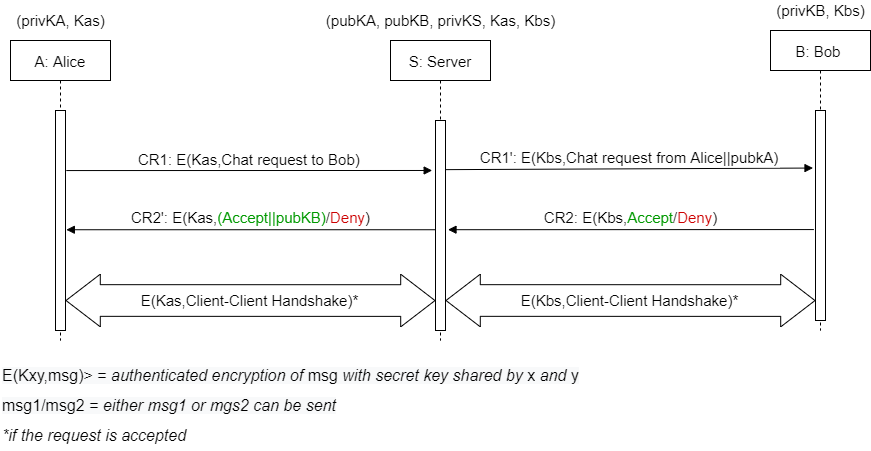 (privKA, Kas)
(pubKA, pubKB, privKS, Kas, Kbs)
(privKB, Kbs)
A: Alice
S: Server
B: Bob
CR1: E(Kas,Chat request to Bob)
CR1': E(Kbs,Chat request from Alice||pubkA)
CR2': E(Kas,(Accept||pubKB)/Deny)
CR2: E(Kbs,Accept/Deny)
E(Kas,Client-Client Handshake)*
E(Kbs,Client-Client Handshake)*
E(Kxy,msg)> = authenticated encryption of msg with secret key shared by x and y
msg1/msg2 = either msg1 or mgs2 can be sent
*if the request is accepted